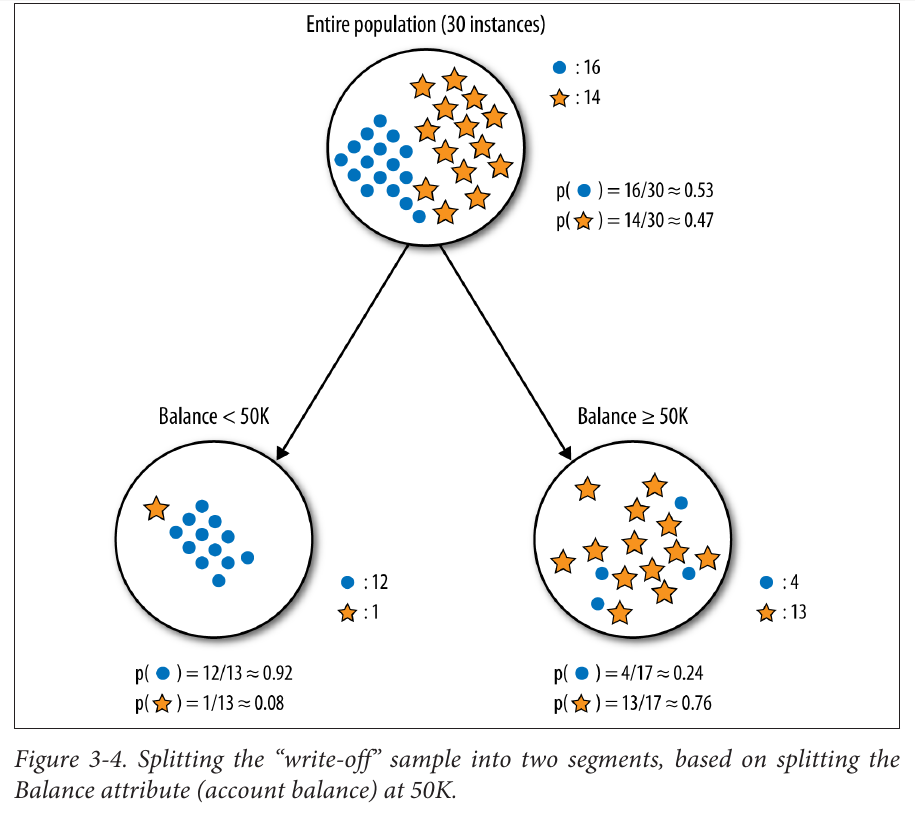 Entire population (30 instances)
: 16
: 14
p( ) = 16/30 ≈ 0.53
p( ) = 14/30 ≈ 0.47
Balance < 50K
Balance ≥ 50K
: 12
: 1
: 4
: 13
p( ) = 12/13 ≈ 0.92
p( ) = 1/13 ≈ 0.08
p( ) = 4/17 ≈ 0.24
p( ) = 13/17 ≈ 0.76
Figure 3-4. Splitting the “write-off” sample into two segments, based on splitting the
Balance attribute (account balance) at 50K.